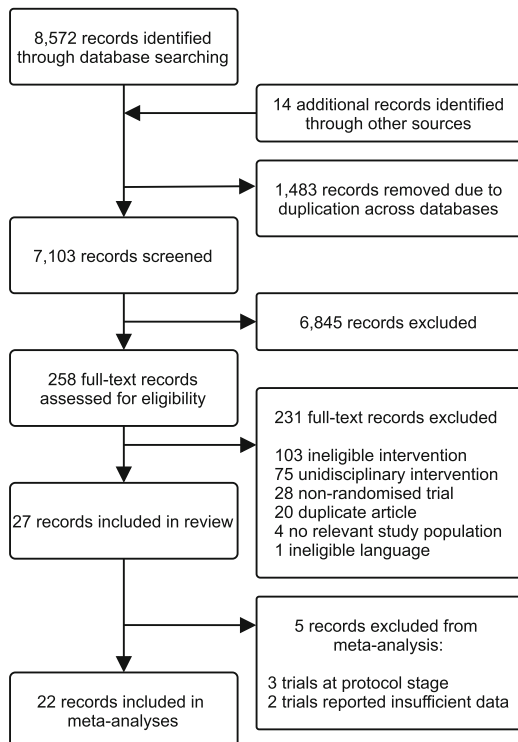 8,572 records identified
through database searching
14 additional records identified
through other sources
1,483 records removed due to
duplication across databases
7,103 records screened
6,845 records excluded
258 full-text records
assessed for eligibility
231 full-text records excluded
103 ineligible intervention
75 unidisciplinary intervention
28 non-randomised trial
20 duplicate article
4 no relevant study population
1 ineligible language
27 records included in review
5 records excluded from
meta-analysis:
3 trials at protocol stage
2 trials reported insufficient data
22 records included in
meta-analyses